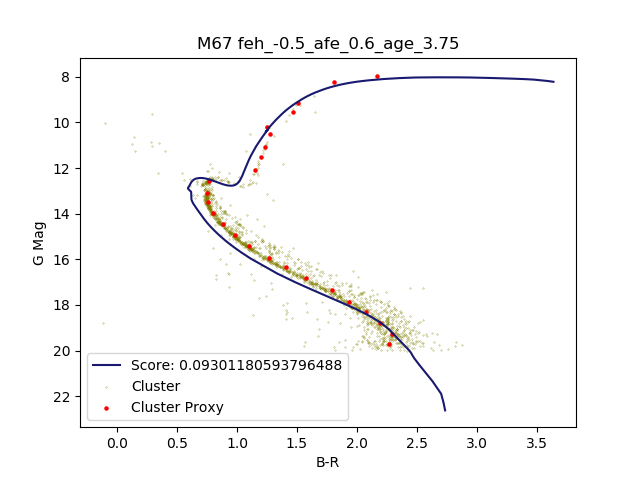 M67 feh_-0.5_afe_0.6_age_3.75
8
10
12
14
16
18
20
22
G Mag
Score: 0.09301180593796488
Cluster
Cluster Proxy
0.0 0.5 1.0 1.5 2.0 2.5 3.0 3.5
B-R